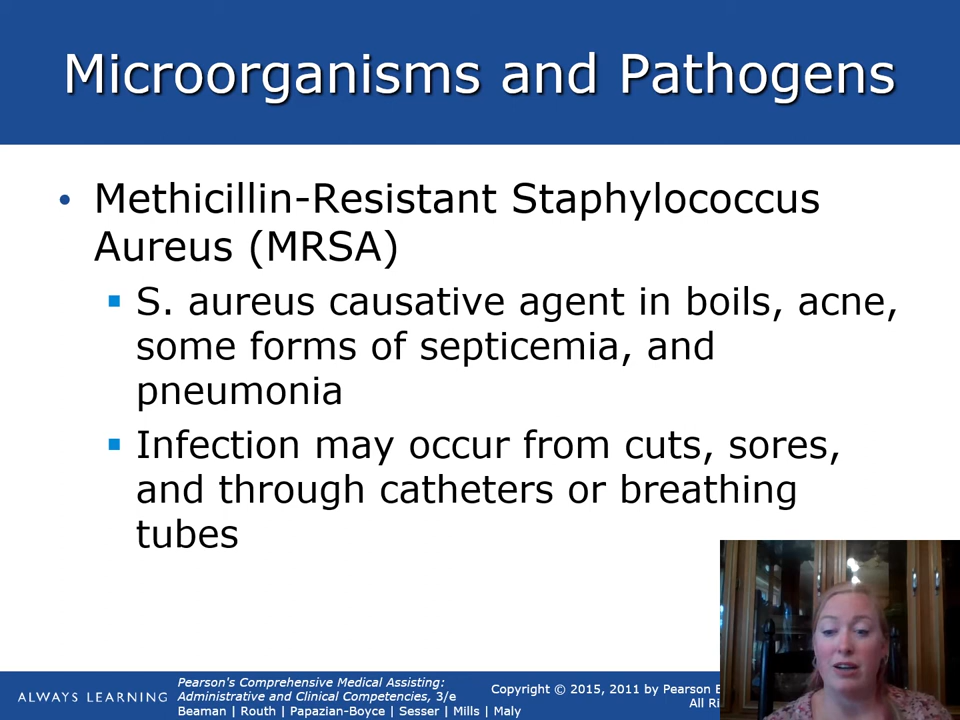 Microorganisms and Pathogens
• Methicillin-Resistant Staphylococcus
Aureus (MRSA)
▪ S. aureus causative agent in boils, acne,
some forms of septicemia, and
pneumonia
▪ Infection may occur from cuts, sores,
and through catheters or breathing
tubes
ALWAYS LEARNING
Pearson's Comprehensive Medical Assisting:
Administrative and Clinical Competencies, 3/e
Beaman | Routh | Papazian-Boyce | Sesser | Mills | Maly
Copyright © 2015, 2011 by Pearson
All